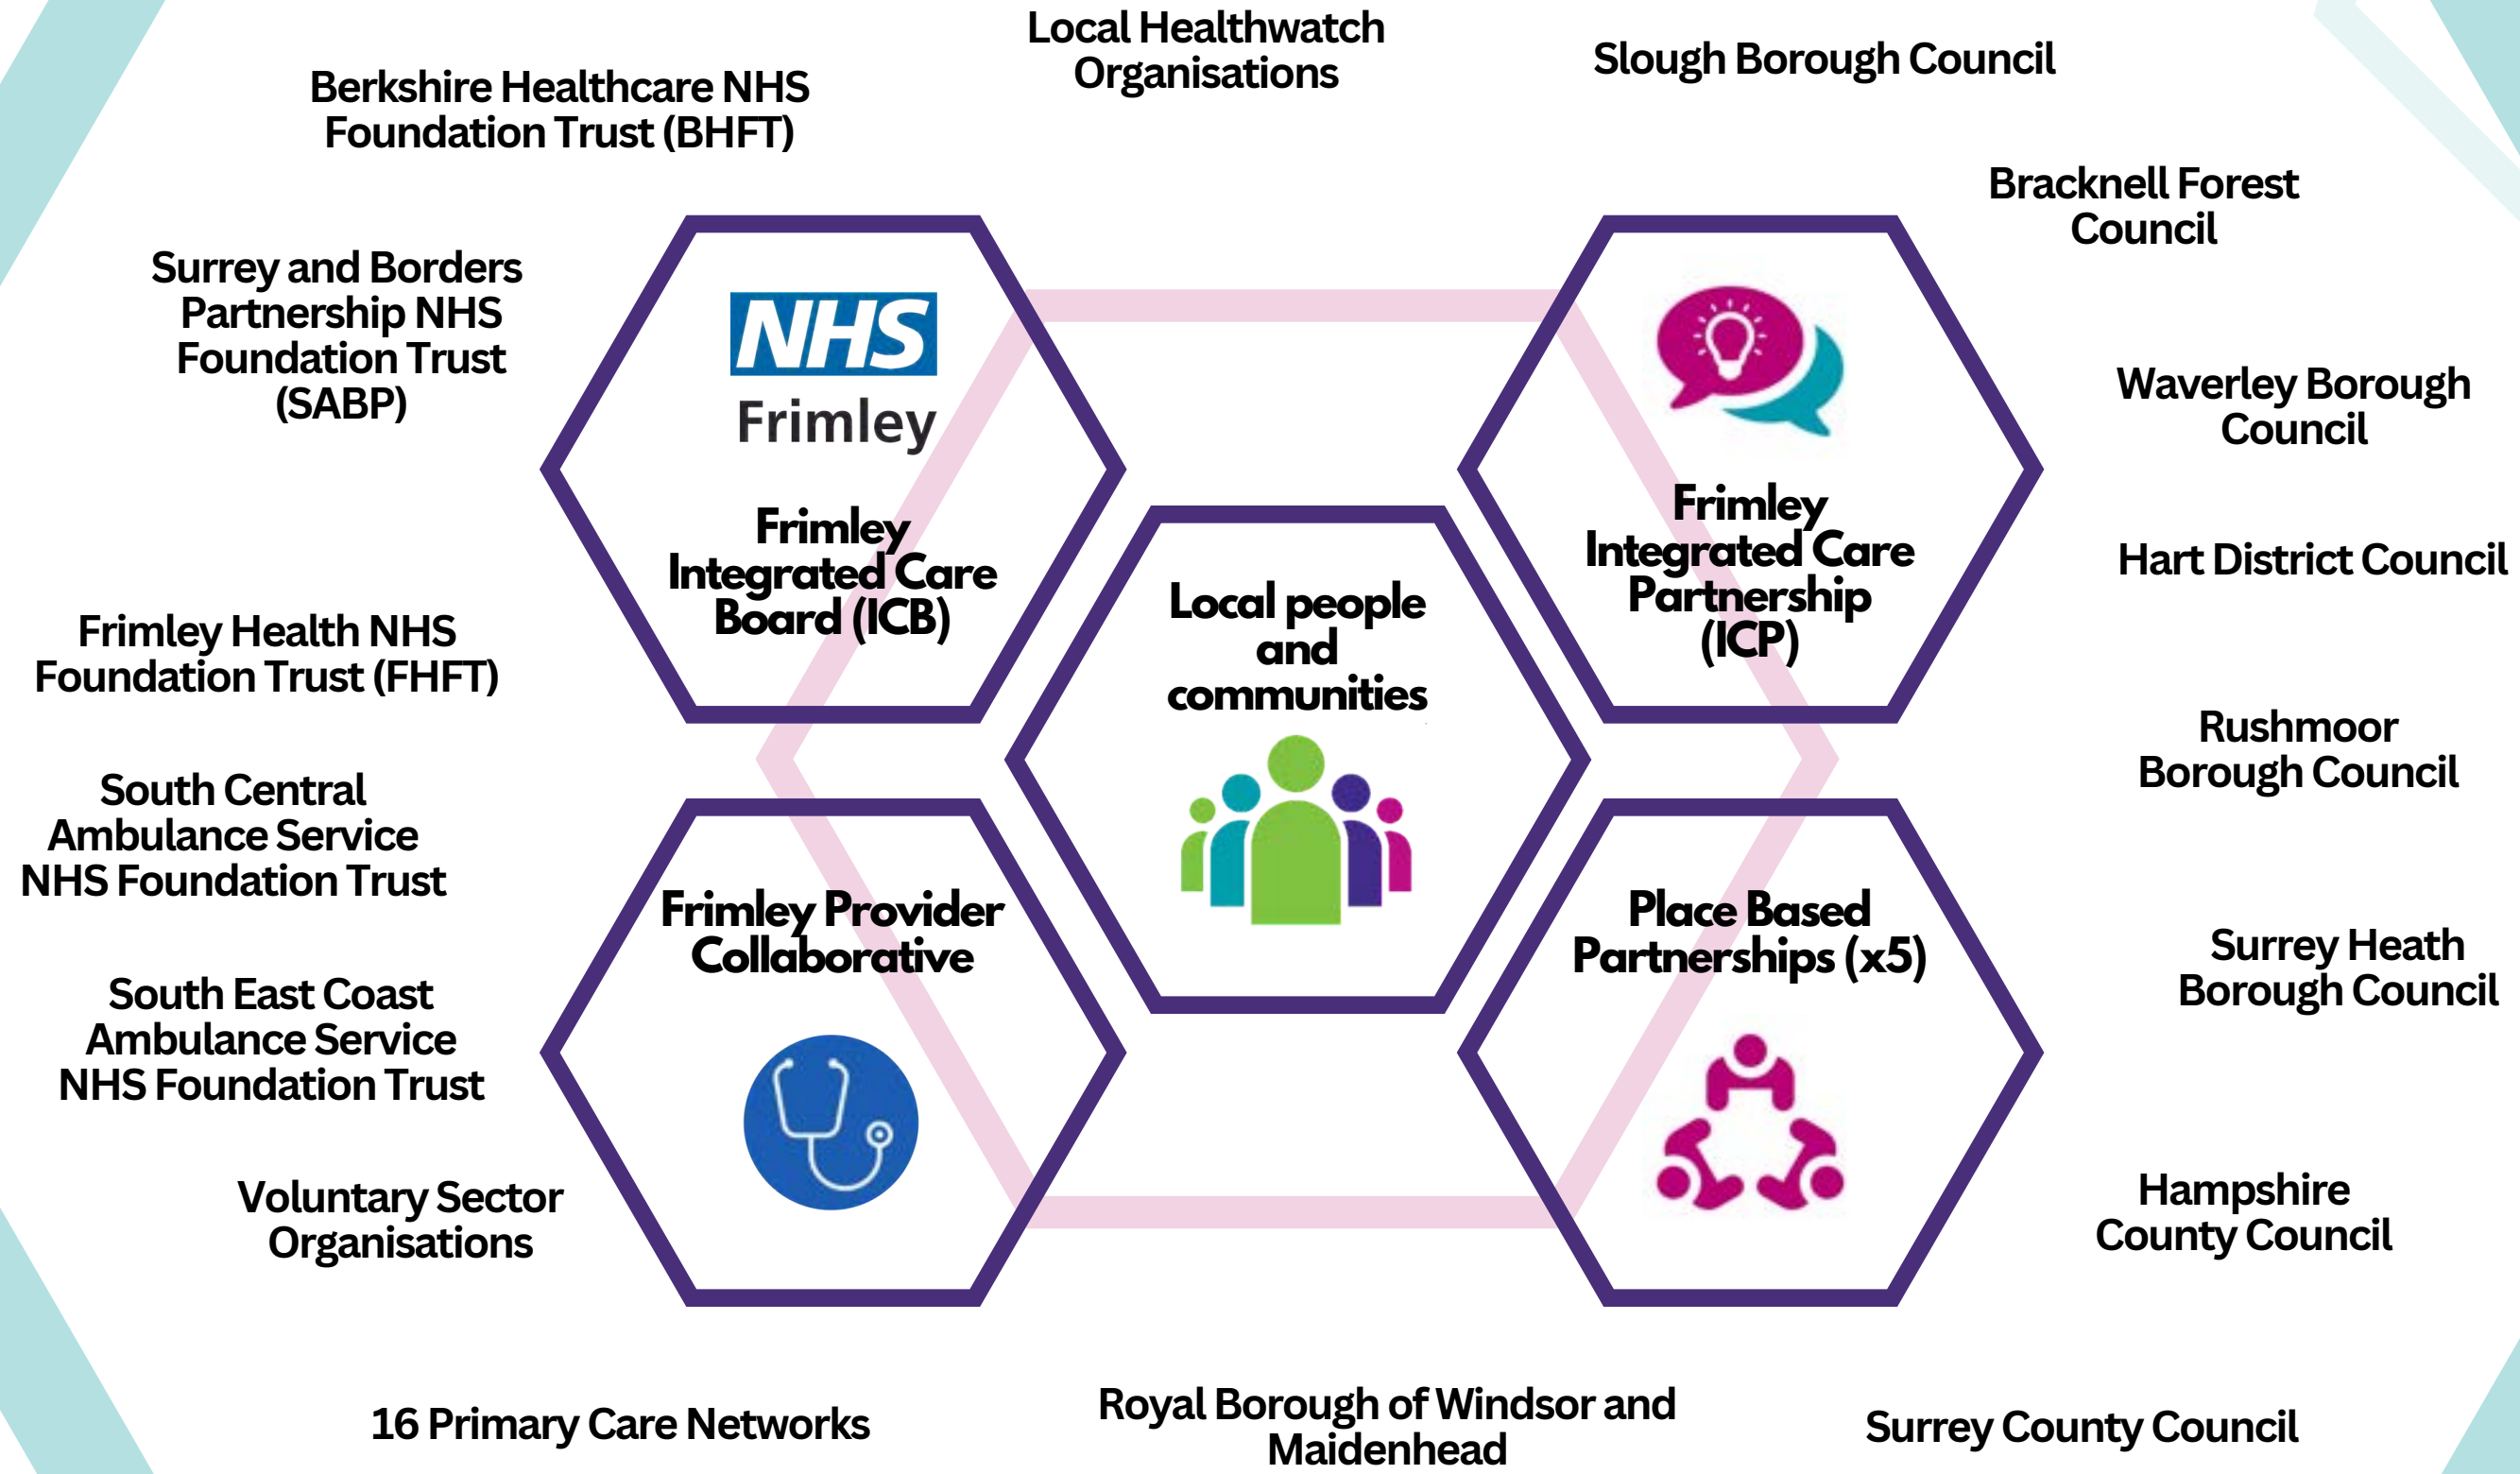 Local Healthwatch
Organisations
Slough Borough Council
Berkshire Healthcare NHS
Foundation Trust (BHFT)
Bracknell Forest
Council
Surrey and Borders
Partnership NHS
Foundation Trust
(SABP)
NHS
Frimley
Frimley
Integrated Care
Board (ICB)
Frimley
Integrated Care
Partnership
(ICP)
Waverley Borough
Council
Hart District Council
Local people
and
communities
Frimley Health NHS
Foundation Trust (FHFT)
Rushmoor
Borough Council
South Central
Ambulance Service
NHS Foundation Trust
Frimley Provider
Collaborative
Place Based
Partnerships (x5)
Surrey Heath
Borough Council
South East Coast
Ambulance Service
NHS Foundation Trust
Voluntary Sector
Organisations
Hampshire
County Council
16 Primary Care Networks
Royal Borough of Windsor and
Maidenhead
Surrey County Council